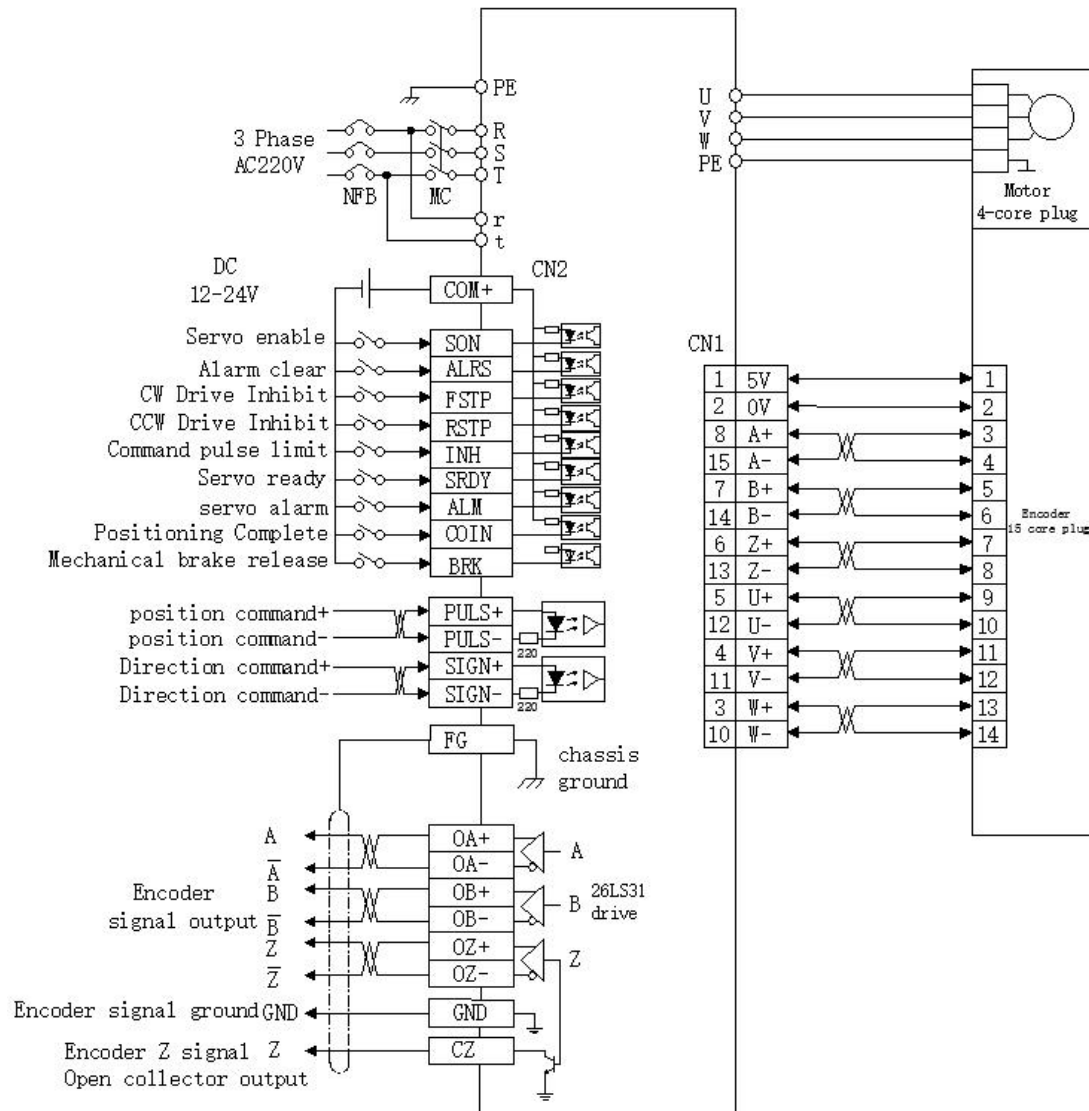 PE
R
S
T
r
t
3 Phase
AC220V
NFB
MC
U
V
W
PE
Motor
4-core plug
DC
12-24V
CN2
COM+
Servo enable
SON
Alarm clear
ALRS
CW Drive Inhibit
FSTP
CCW Drive Inhibit
RSTP
Command pulse limit
INH
Servo ready
SRDY
servo alarm
ALM
Positioning Complete
COIN
Mechanical brake release
BRK
position command+
PULS+
position command-
PULS-
220
Direction command+
SIGN+
Direction command-
SIGN-
220
FG
chassis
ground
A
OA+
A
A̅
OA-
B
OB+
B
26LS31
drive
B̅
OB-
Encoder
signal output
Z
OZ+
Z
Z̅
OZ-
Encoder signal ground GND
GND
Encoder Z signal Z
Open collector output
CZ
CN1
1 5V 1
2 0V 2
8 A+ 3
15 A- 4
7 B+ 5
14 B- 6
6 Z+ 7
13 Z- 8
5 U+ 9
12 U- 10
4 V+ 11
11 V- 12
3 W+ 13
10 W- 14
Encoder
15 core plug